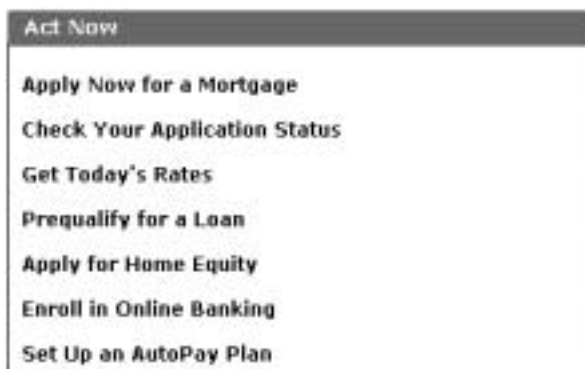 Act Now
Apply Now for a Mortgage
Check Your Application Status
Get Today's Rates
Prequalify for a Loan
Apply for Home Equity
Enroll in Online Banking
Set Up an AutoPay Plan